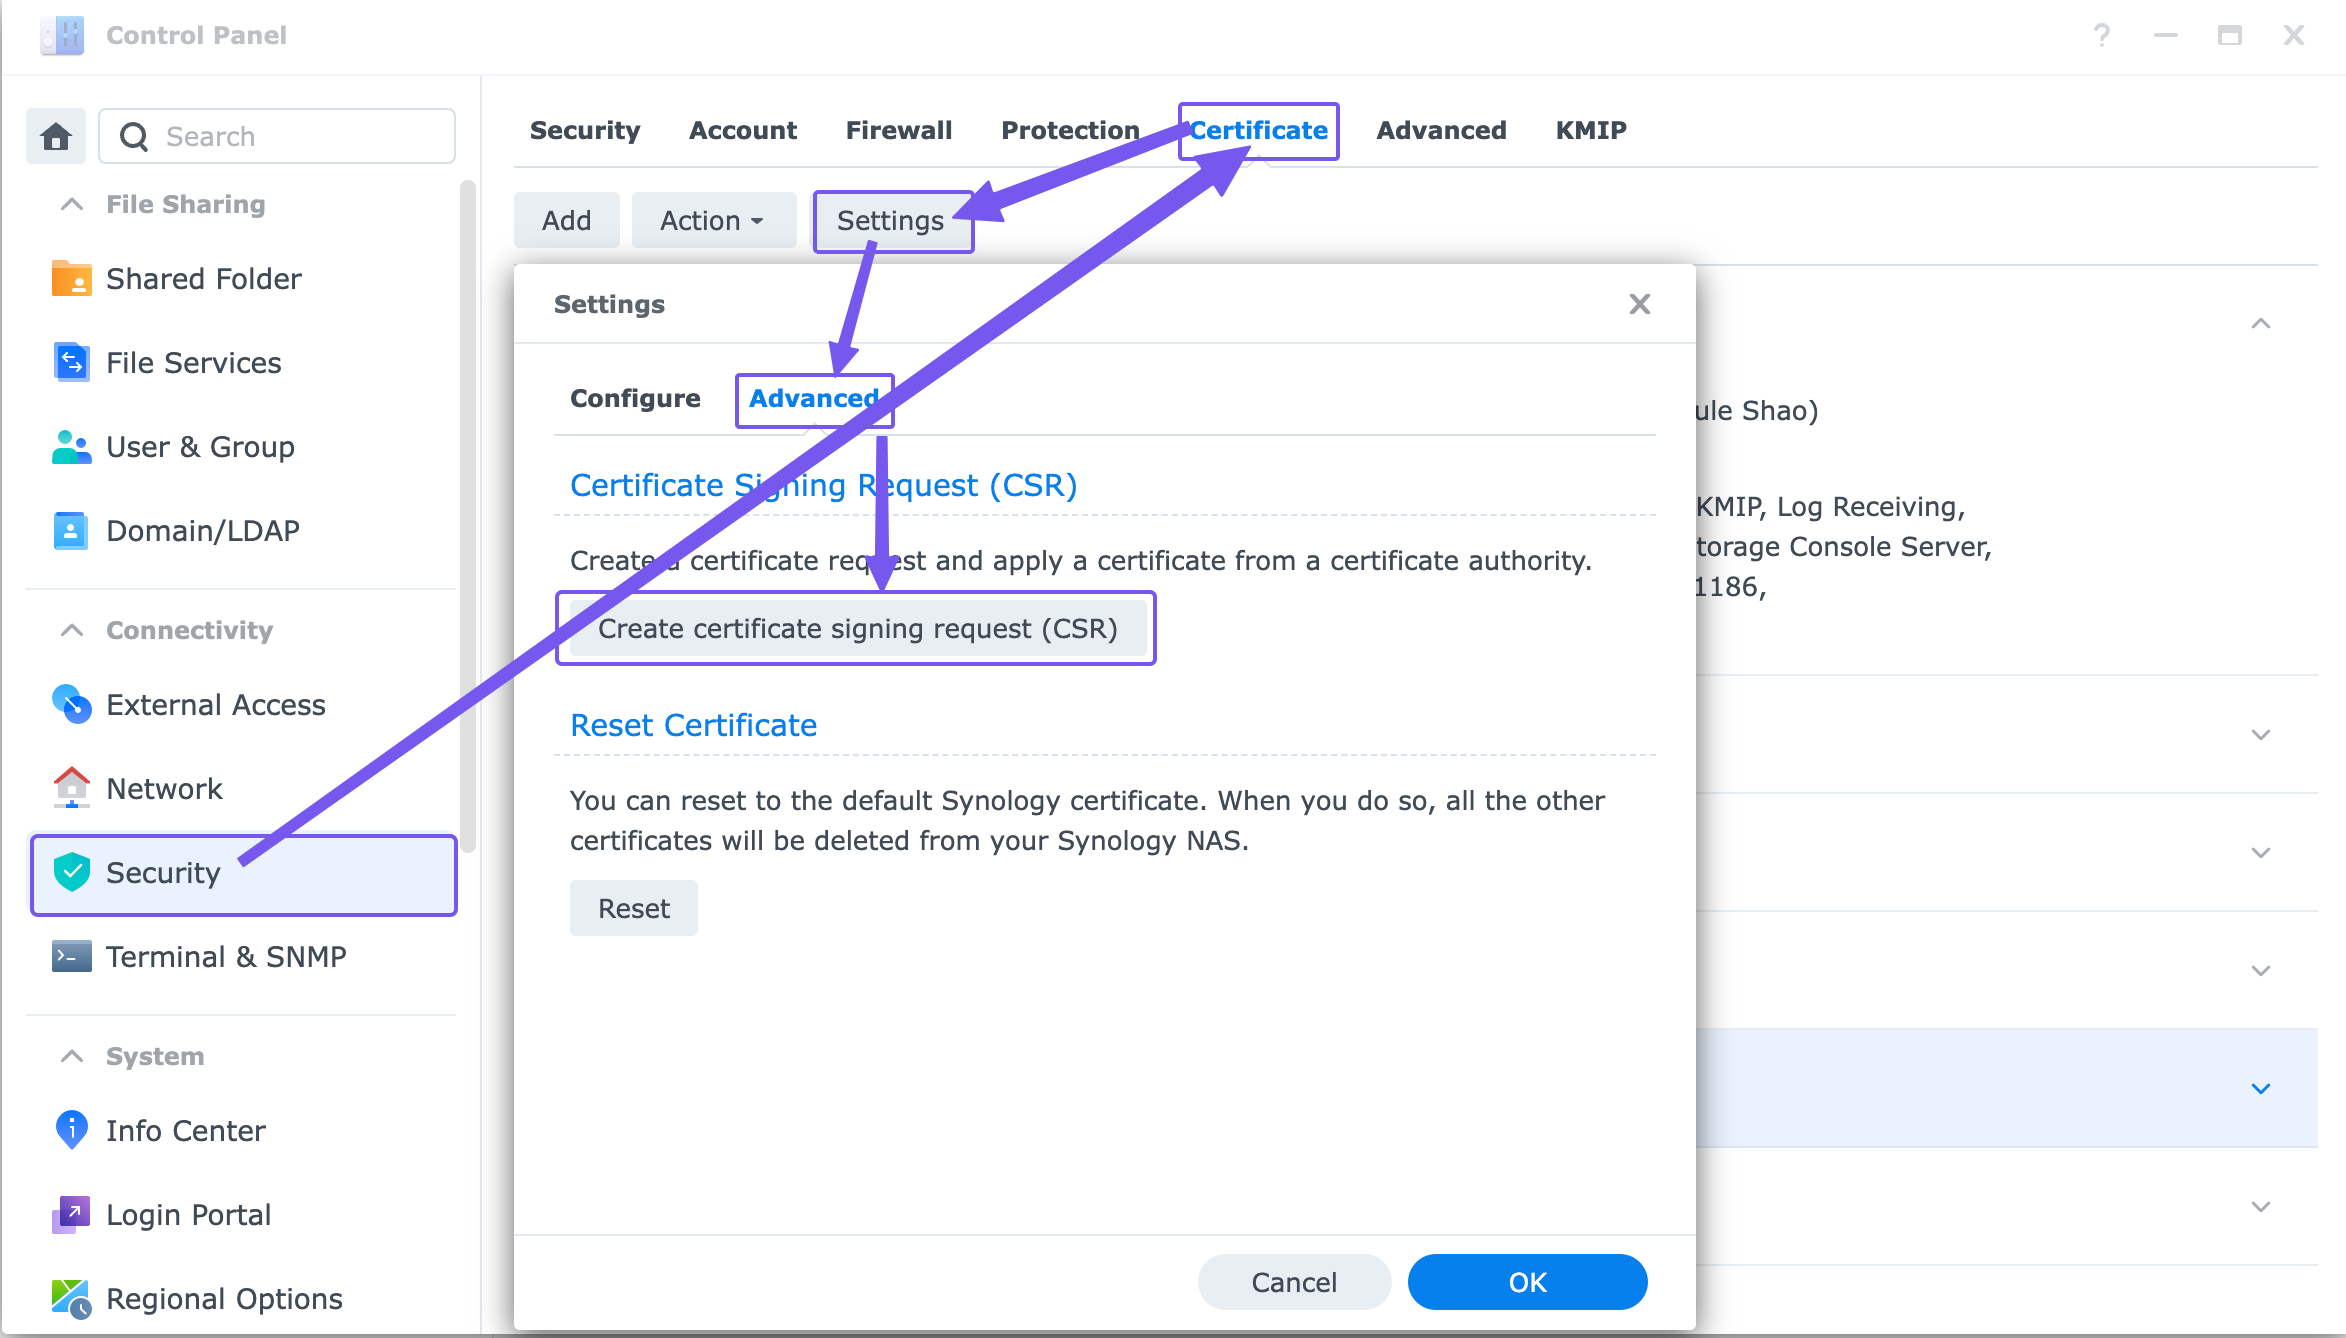 Control Panel
Search
File Sharing
Shared Folder
File Services
User & Group
Domain/LDAP
Connectivity
External Access
Network
Security
Terminal & SNMP
System
Info Center
Login Portal
Regional Options
Security Account Firewall Protection Certificate Advanced KMIP
Add Action Settings
Settings
Configure Advanced
Certificate Signing Request (CSR)
Create a certificate request and apply a certificate from a certificate authority.
Create certificate signing request (CSR)
Reset Certificate
You can reset to the default Synology certificate. When you do so, all the other
certificates will be deleted from your Synology NAS.
Reset
Cancel OK
Shao)
KMIP, Log Receiving,
Console Server,
1186,